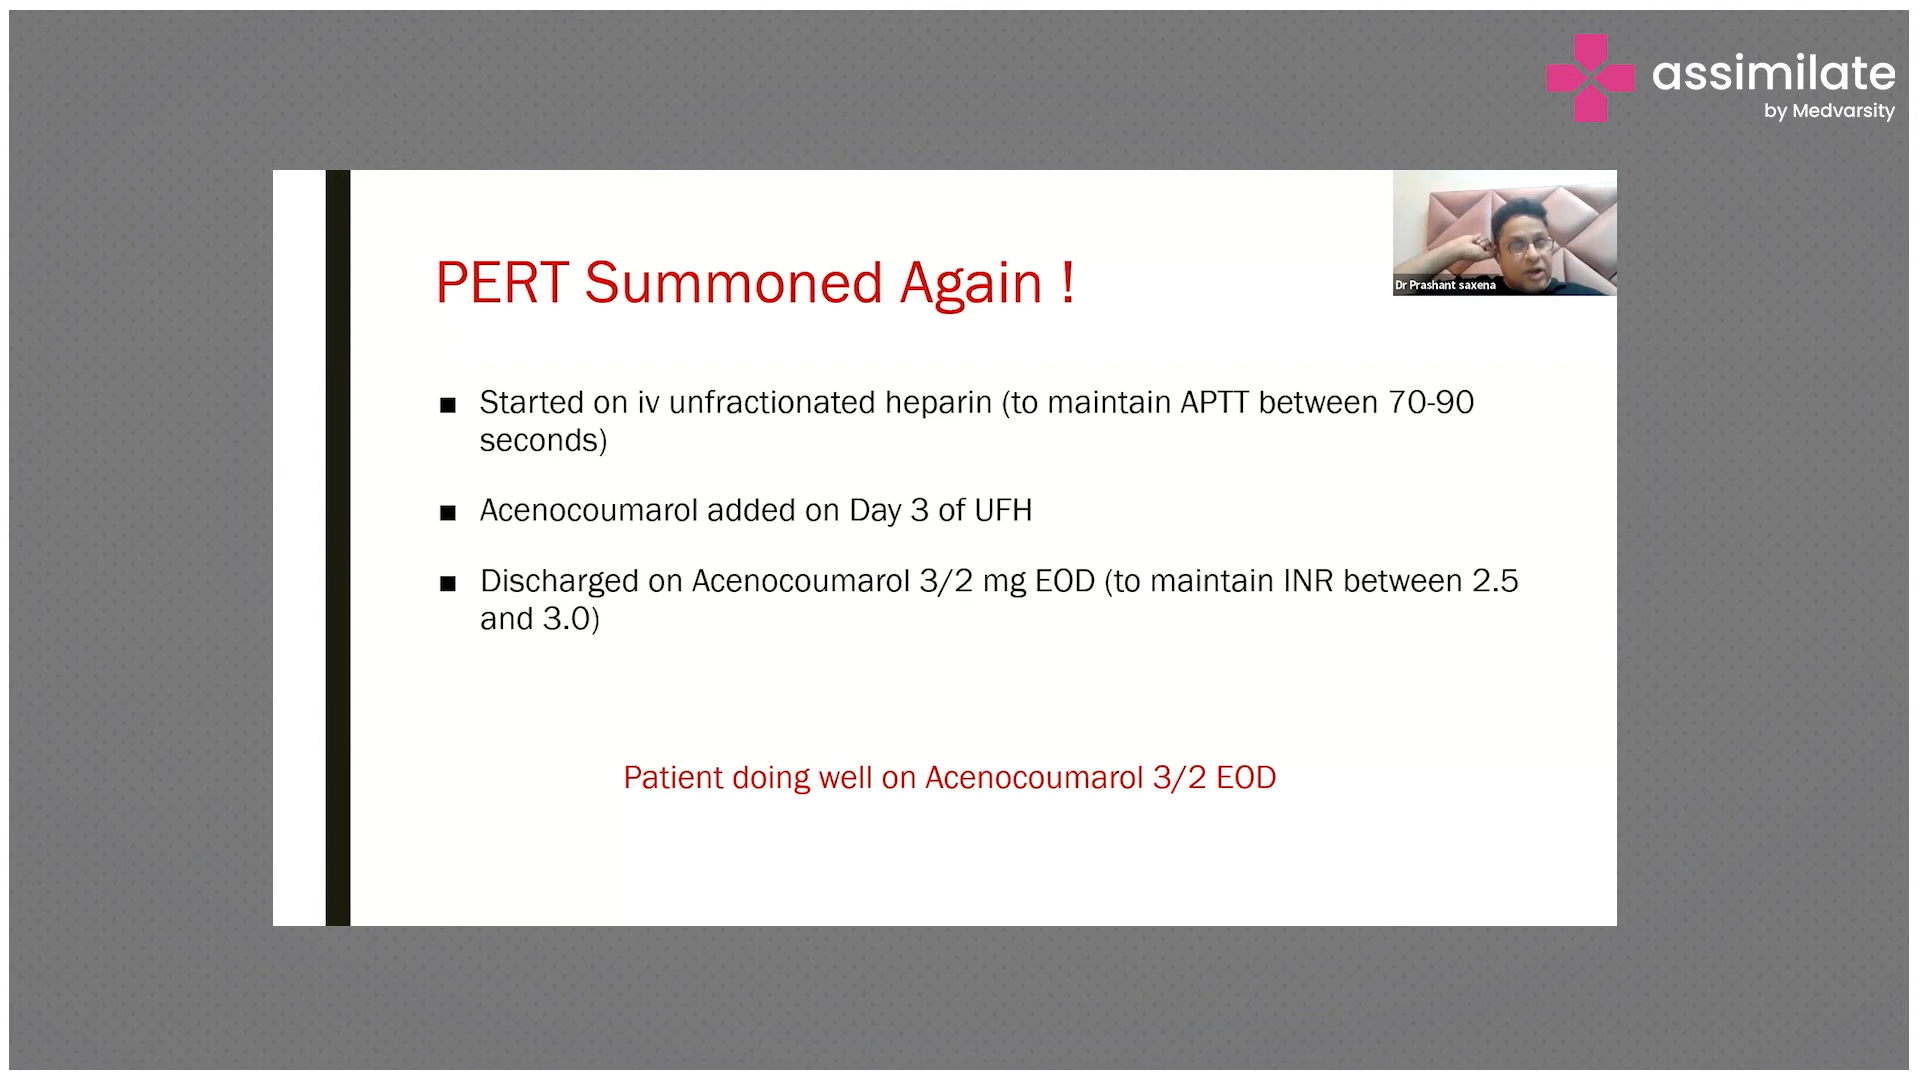 assimilate
by Medvarsity
Dr Prashant saxena
PERT Summoned Again !
■ Started on iv unfractionated heparin (to maintain APTT between 70-90
seconds)
■ Acenocoumarol added on Day 3 of UFH
■ Discharged on Acenocoumarol 3/2 mg EOD (to maintain INR between 2.5
and 3.0)
Patient doing well on Acenocoumarol 3/2 EOD